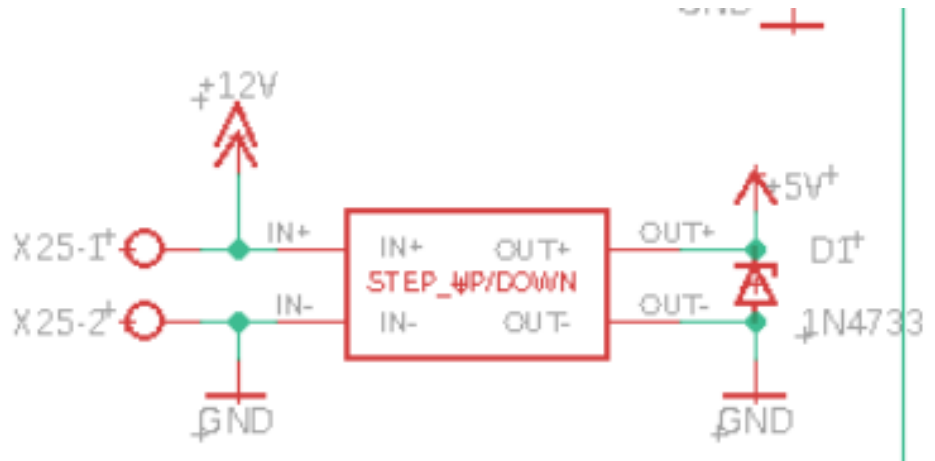 GND
+12V
+5V
X25-1
IN+
IN+
OUT+
OUT+
D1
STEP_UP/DOWN
X25-2
IN-
IN-
OUT-
OUT-
1N4733
GND
GND